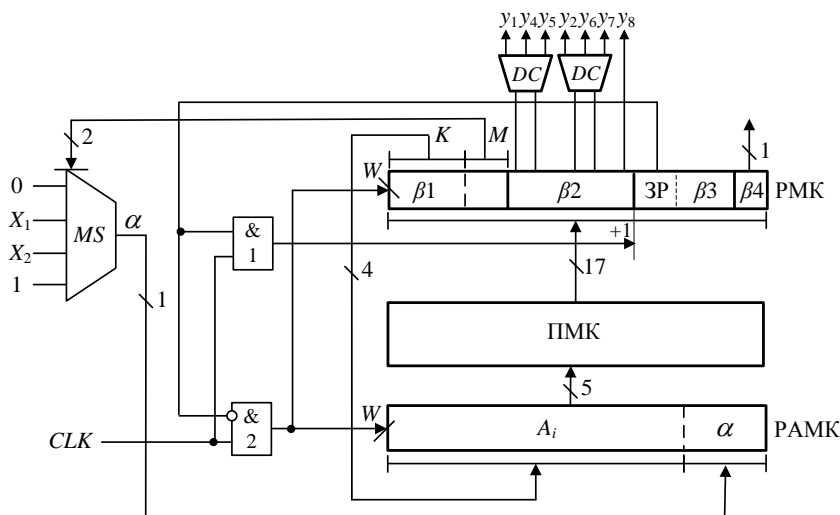 y₁ y₄ y₅ y₂ y₆ y₇ y₈
DC DC
2 K M 1
W β1 β2 ЗР β3 β4 РМК
0
X₁
X₂
1
MS α
& 1
+1
1 4 17
ПМК
5
CLK
& 2
W Aᵢ α РАМК